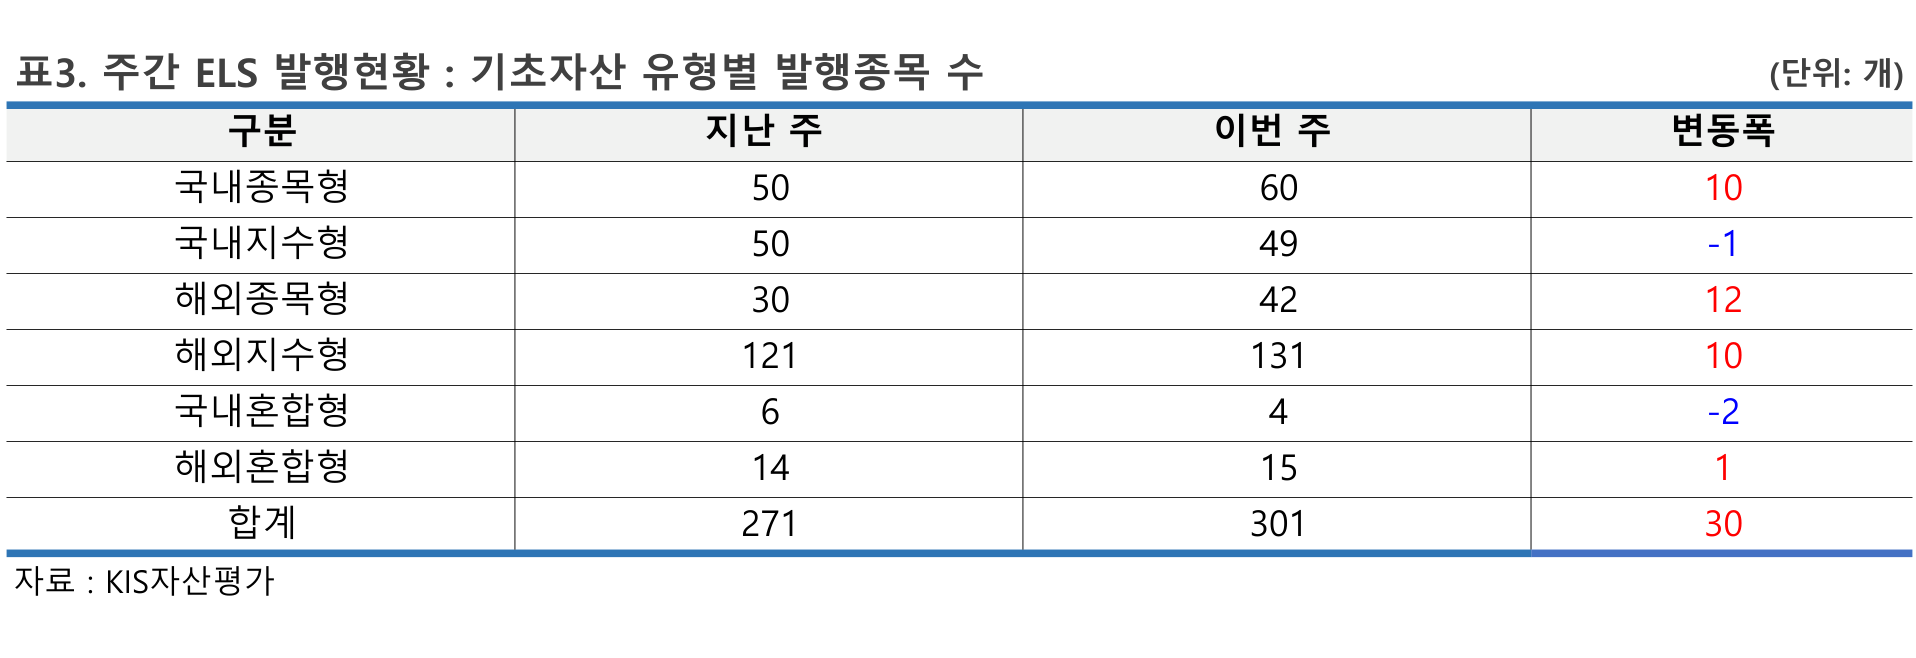 표3. 주간 ELS 발행현황 : 기초자산 유형별 발행종목 수 (단위: 개)
구분 지난 주 이번 주 변동폭
국내종목형 50 60 10
국내지수형 50 49 -1
해외종목형 30 42 12
해외지수형 121 131 10
국내혼합형 6 4 -2
해외혼합형 14 15 1
합계 271 301 30
자료 : KIS자산평가